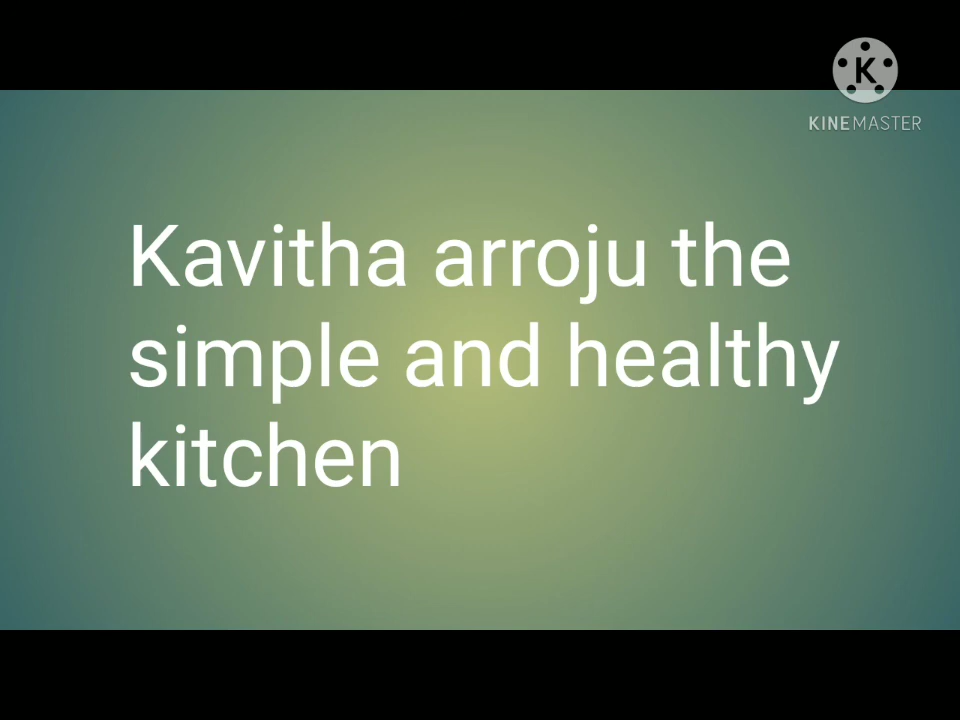 K
KINEMASTER
Kavitha arroju the
simple and healthy
kitchen